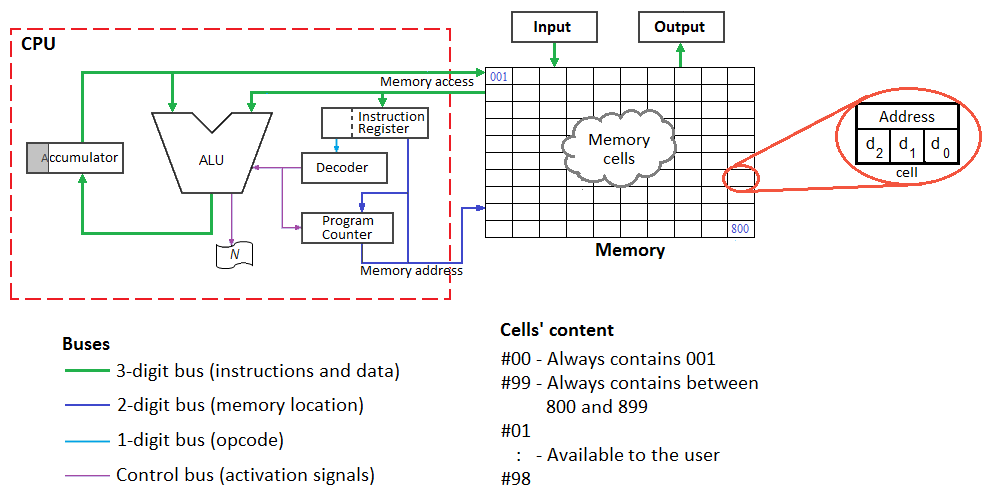 CPU
Input
Output
Memory access
001
Instruction
Register
Address
Memory
cells
d2 d1 d0
Accumulator
ALU
Decoder
cell
Program
Counter
N
800
Memory address
Memory
Buses
3-digit bus (instructions and data)
2-digit bus (memory location)
1-digit bus (opcode)
Control bus (activation signals)
Cells' content
#00 - Always contains 001
#99 - Always contains between
800 and 899
#01
: - Available to the user
#98